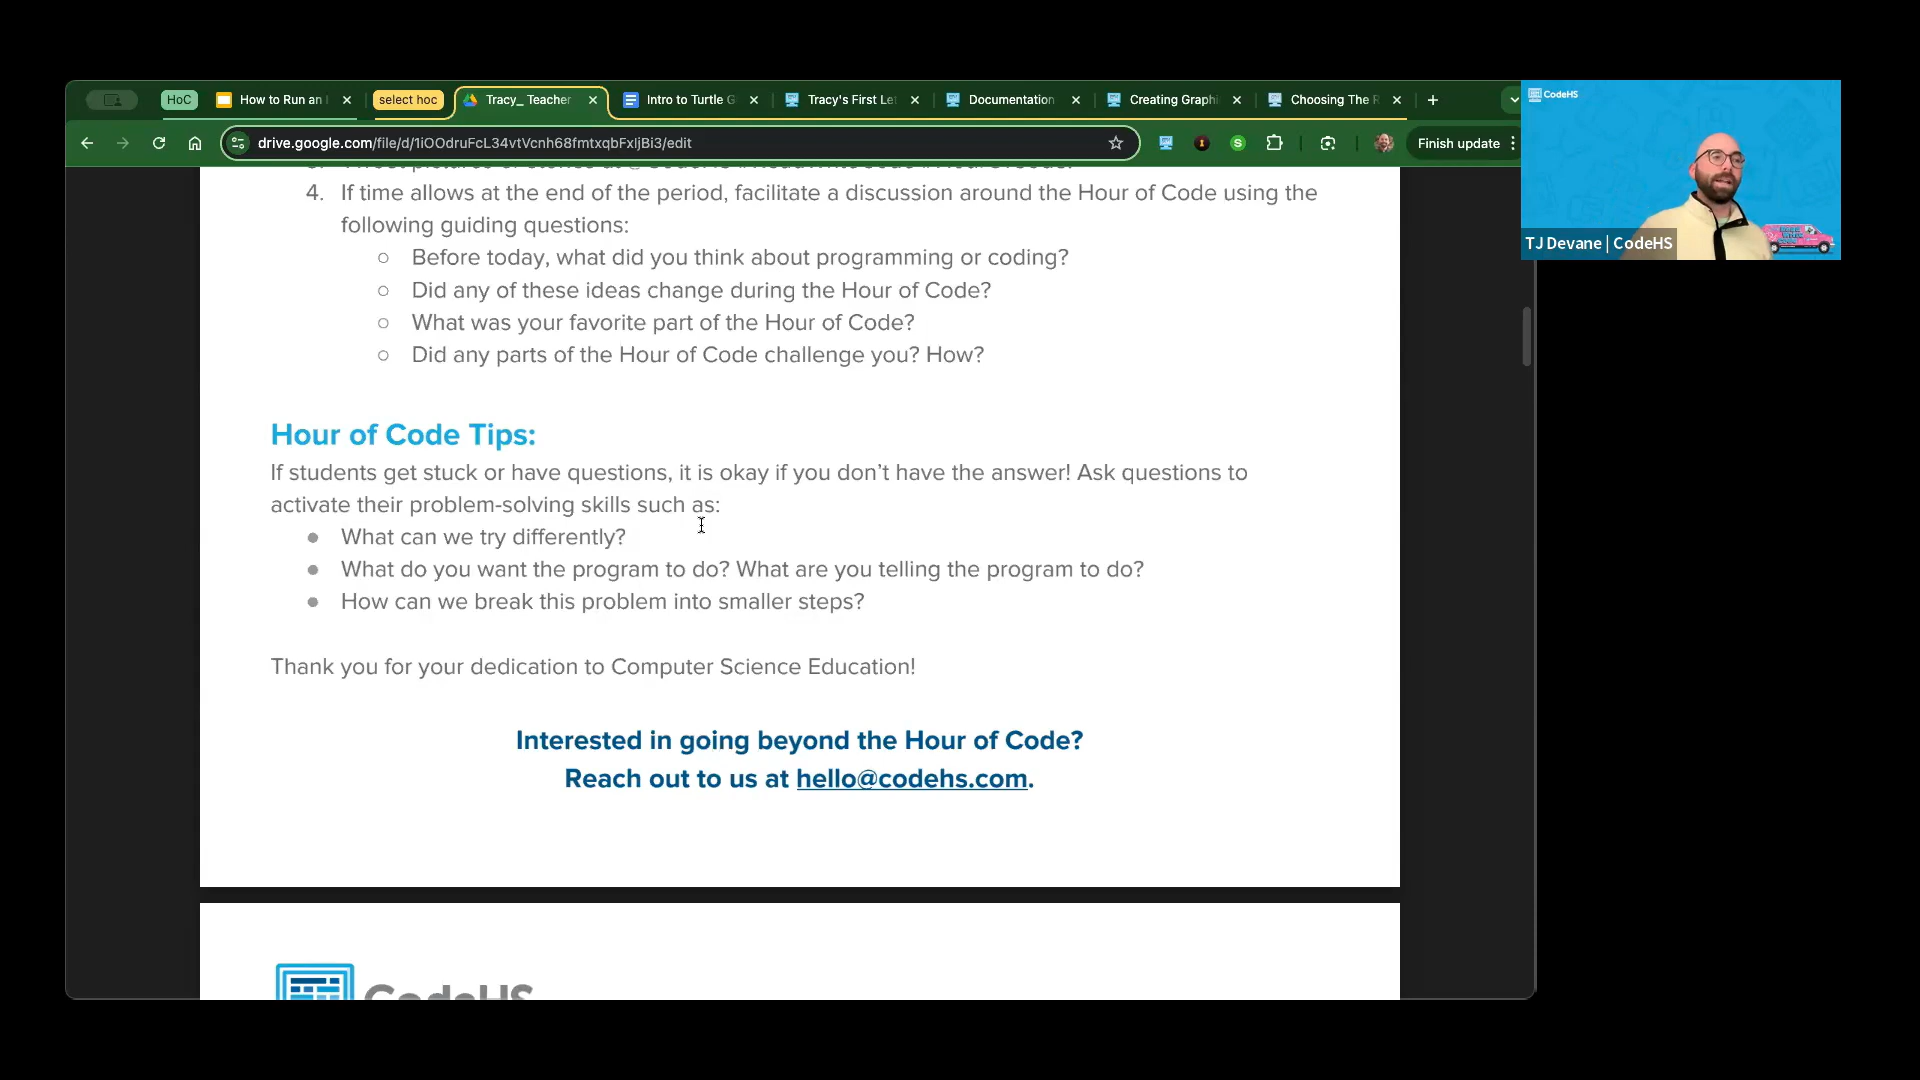 HoC
How to Run an
select hoc
Tracy_ Teacher
Intro to Turtle G
Tracy's First Let
Documentation
Creating Graphi
Choosing The R
drive.google.com/file/d/1iOOdruFcL34vtVcnh68fmtxqbFxIjBi3/edit
Finish update
CodeHS
TJ Devane | CodeHS
4. If time allows at the end of the period, facilitate a discussion around the Hour of Code using the
following guiding questions:
○ Before today, what did you think about programming or coding?
○ Did any of these ideas change during the Hour of Code?
○ What was your favorite part of the Hour of Code?
○ Did any parts of the Hour of Code challenge you? How?
Hour of Code Tips:
If students get stuck or have questions, it is okay if you don't have the answer! Ask questions to
activate their problem-solving skills such as:
● What can we try differently?
● What do you want the program to do? What are you telling the program to do?
● How can we break this problem into smaller steps?
Thank you for your dedication to Computer Science Education!
Interested in going beyond the Hour of Code?
Reach out to us at hello@codehs.com.
CodeHS